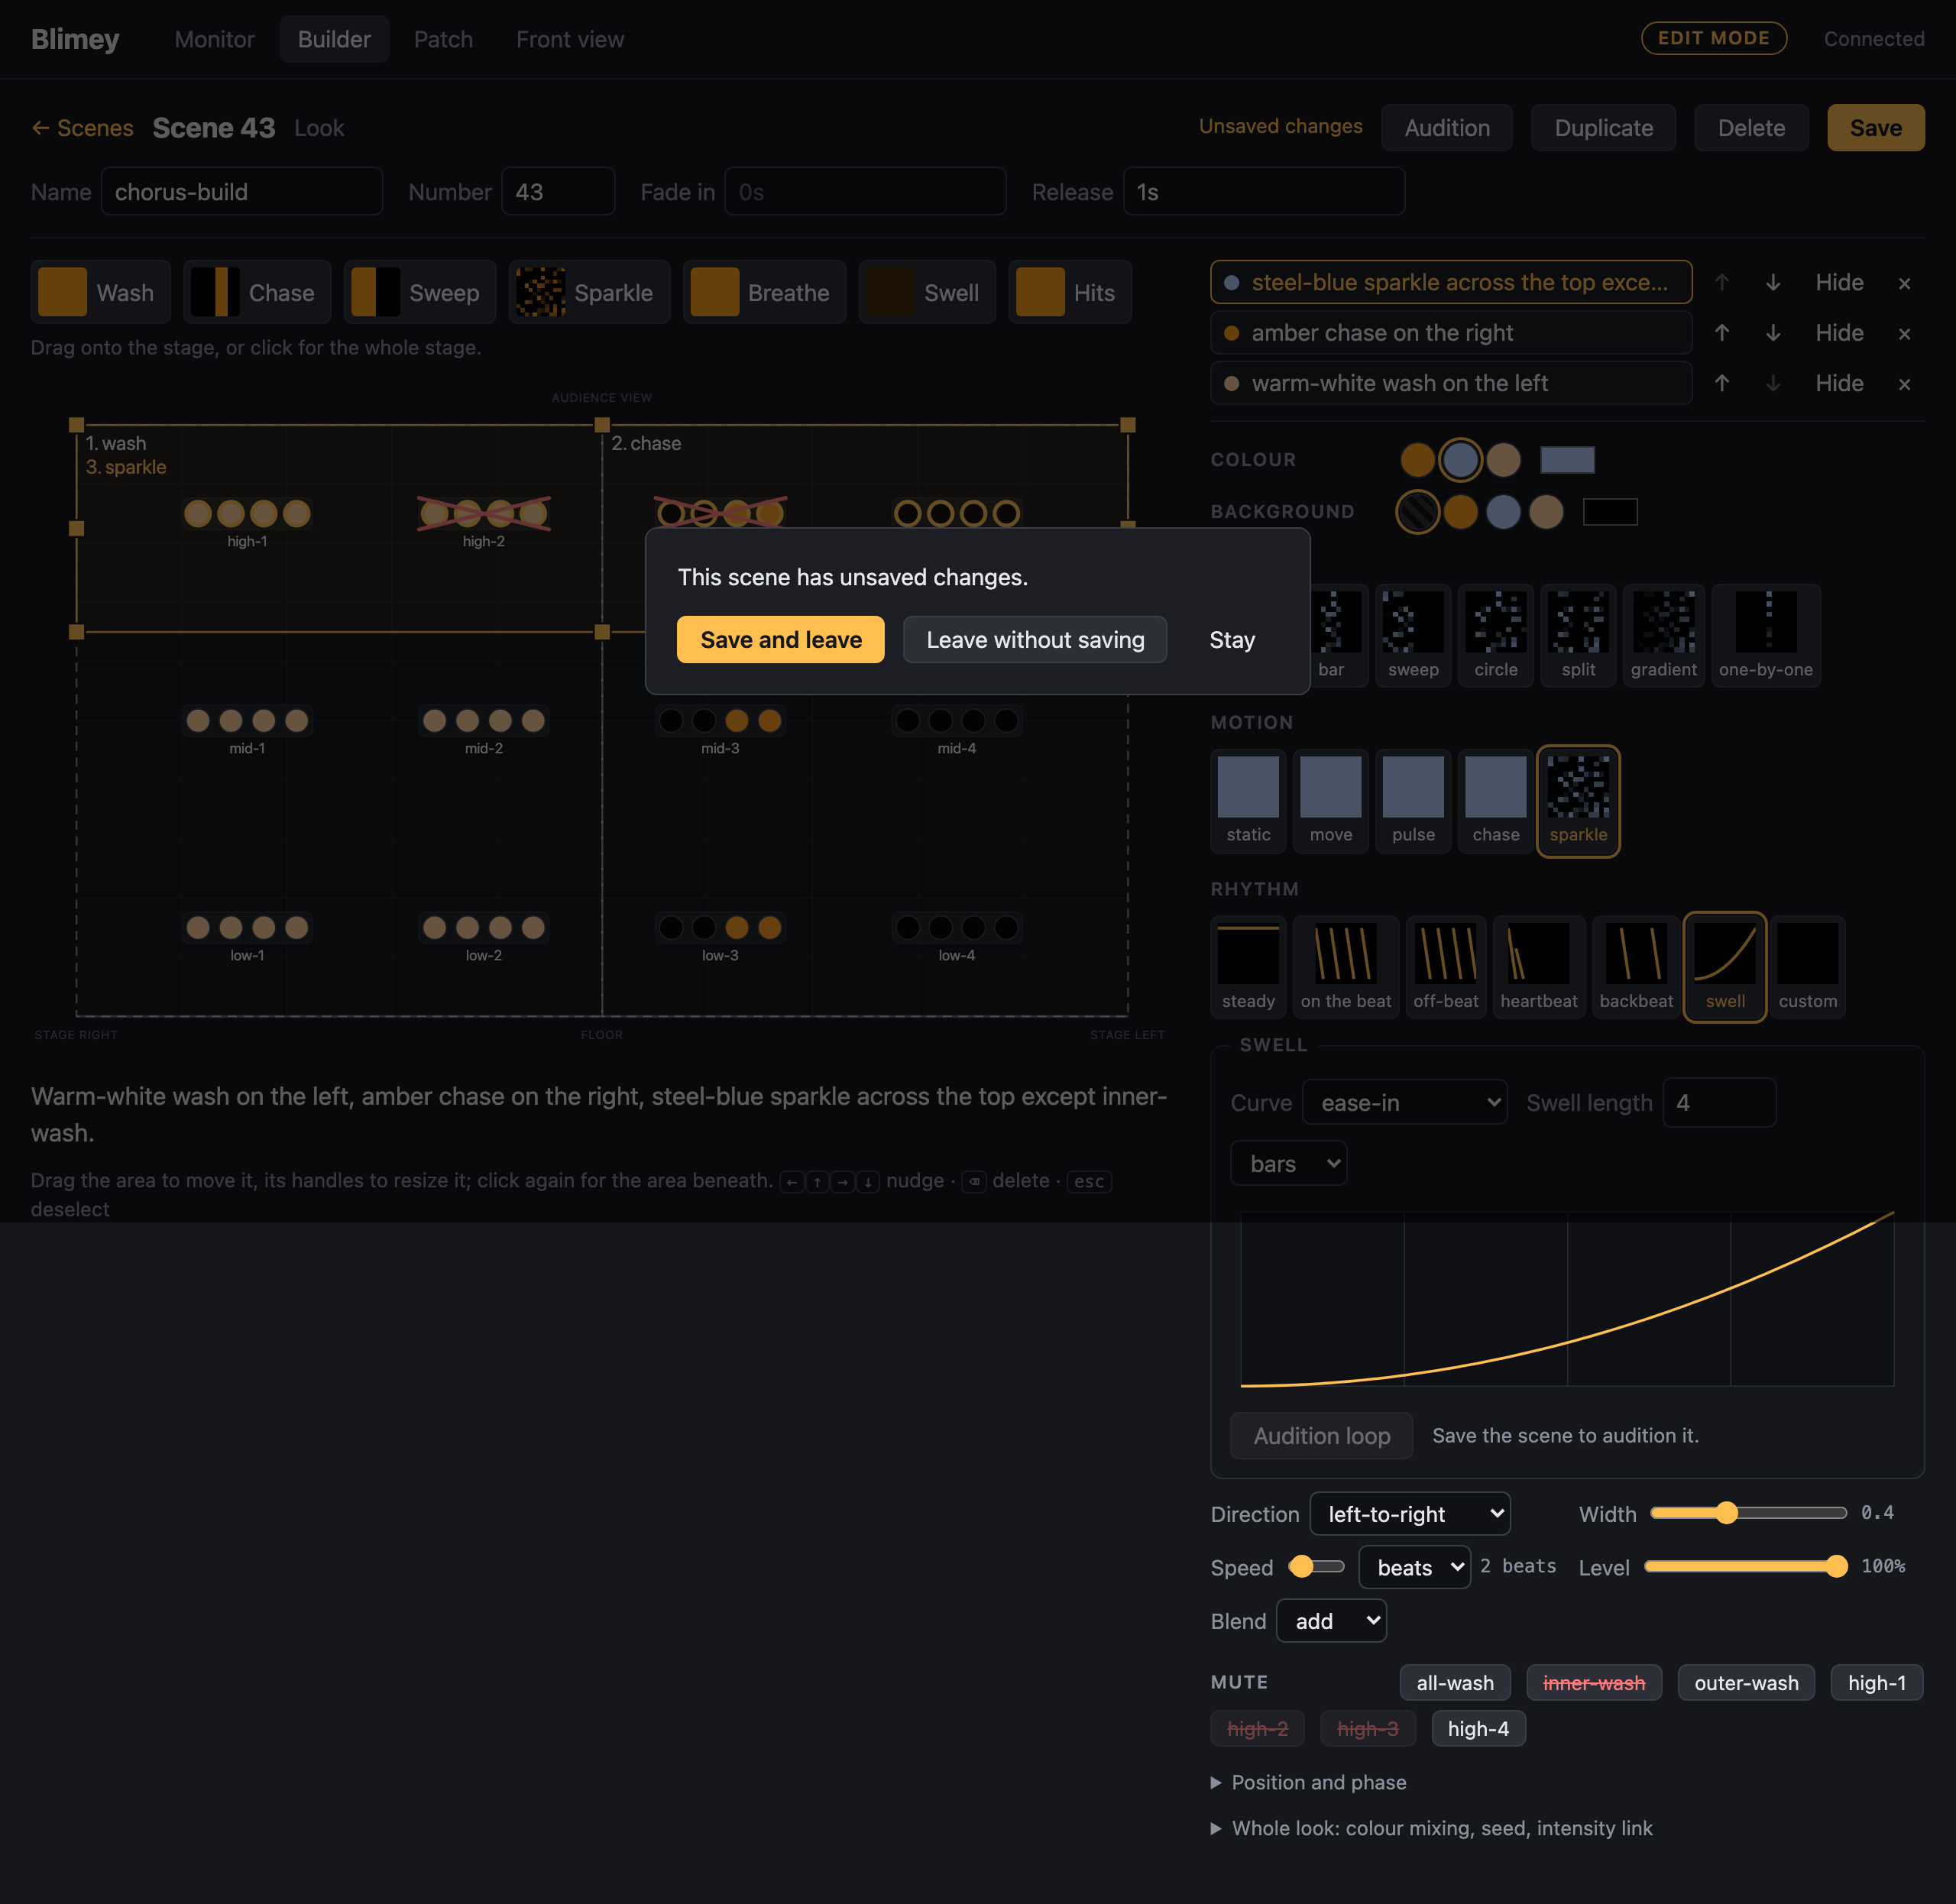 Blimey Monitor Builder Patch Front view EDIT MODE Connected
← Scenes Scene 43 Look Unsaved changes Audition Duplicate Delete Save
Name chorus-build Number 43 Fade in 0s Release 1s
Wash Chase Sweep Sparkle Breathe Swell Hits
Drag onto the stage, or click for the whole stage.
AUDIENCE VIEW
1. wash 2. chase
3. sparkle
high-1 high-2
mid-1 mid-2 mid-3 mid-4
low-1 low-2 low-3 low-4
STAGE RIGHT FLOOR STAGE LEFT
Warm-white wash on the left, amber chase on the right, steel-blue sparkle across the top except inner-
wash.
Drag the area to move it, its handles to resize it; click again for the area beneath. ← ↑ → ↓ nudge · ⌫ delete · esc
deselect
This scene has unsaved changes.
Save and leave Leave without saving Stay
steel-blue sparkle across the top exce... ↑ ↓ Hide ×
amber chase on the right ↑ ↓ Hide ×
warm-white wash on the left ↑ ↓ Hide ×
COLOUR
BACKGROUND
bar sweep circle split gradient one-by-one
MOTION
static move pulse chase sparkle
RHYTHM
steady on the beat off-beat heartbeat backbeat swell custom
SWELL
Curve ease-in Swell length 4
bars
Audition loop Save the scene to audition it.
Direction left-to-right Width 0.4
Speed beats 2 beats Level 100%
Blend add
MUTE all-wash inner-wash outer-wash high-1
high-2 high-3 high-4
▶ Position and phase
▶ Whole look: colour mixing, seed, intensity link